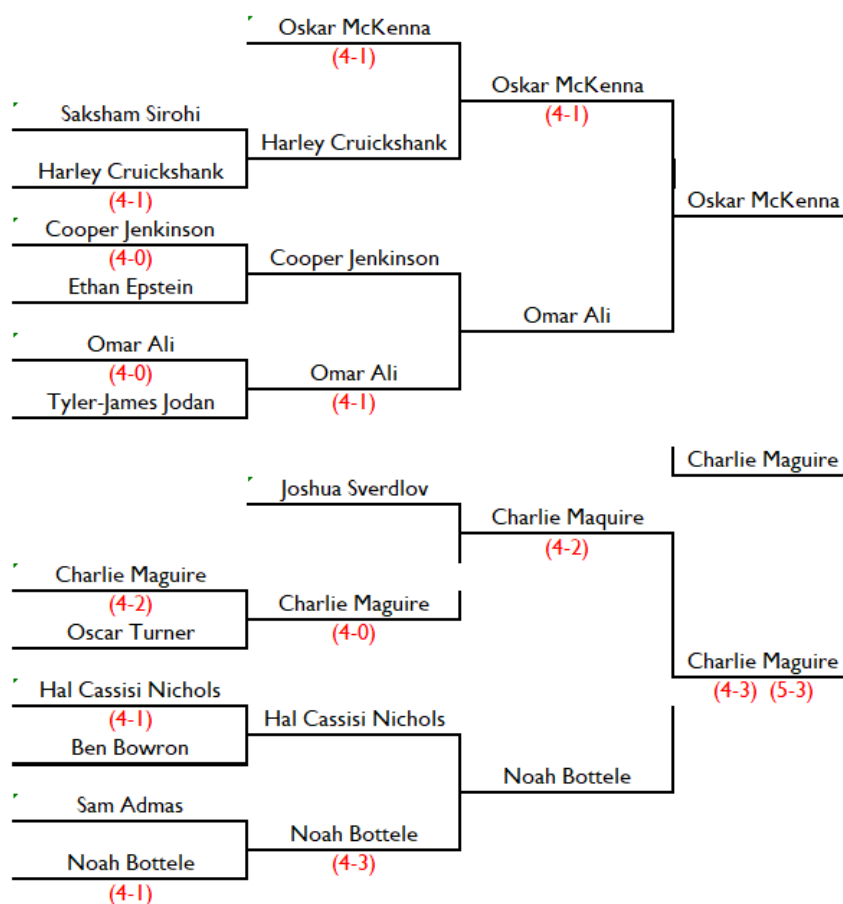 Oskar McKenna
(4-1)
Oskar McKenna
(4-1)
Saksham Sirohi
Harley Cruickshank
Harley Cruickshank
(4-1)
Oskar McKenna
Cooper Jenkinson
(4-0)
Cooper Jenkinson
Ethan Epstein
Omar Ali
Omar Ali
(4-0)
Omar Ali
(4-1)
Tyler-James Jodan
Charlie Maguire
Joshua Sverdlov
Charlie Maquire
(4-2)
Charlie Maguire
(4-2)
Charlie Maguire
(4-0)
Oscar Turner
Charlie Maguire
(4-3) (5-3)
Hal Cassisi Nichols
(4-1)
Hal Cassisi Nichols
Ben Bowron
Noah Bottele
Sam Admas
Noah Bottele
(4-3)
Noah Bottele
(4-1)